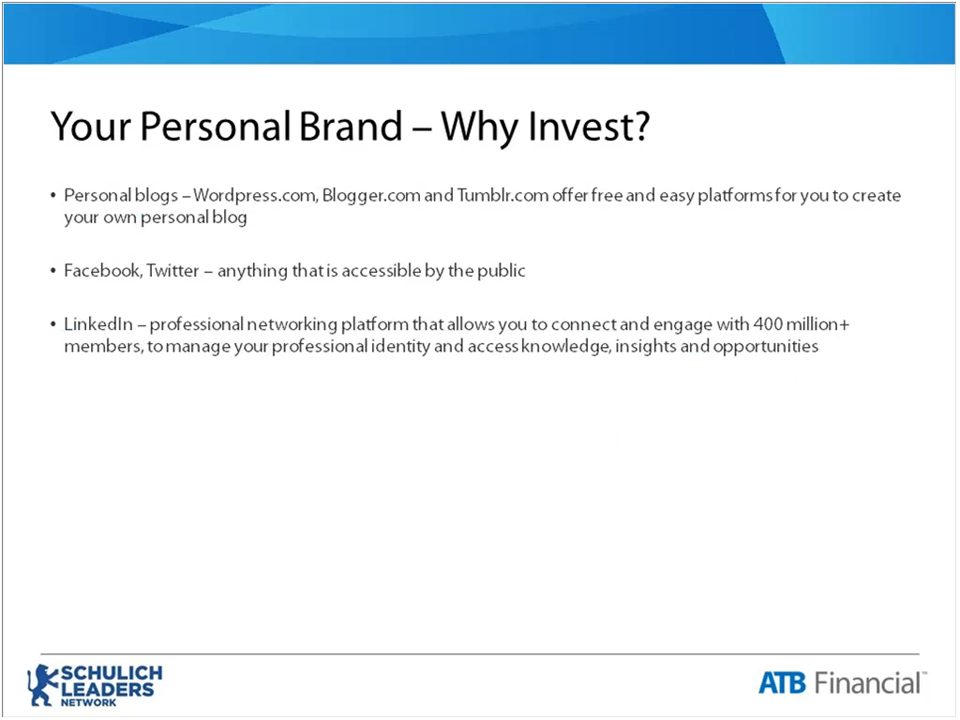 Your Personal Brand – Why Invest?
• Personal blogs – Wordpress.com, Blogger.com and Tumblr.com offer free and easy platforms for you to create
your own personal blog
• Facebook, Twitter – anything that is accessible by the public
• LinkedIn – professional networking platform that allows you to connect and engage with 400 million+
members, to manage your professional identity and access knowledge, insights and opportunities
SCHULICH
LEADERS
NETWORK
ATB Financial™